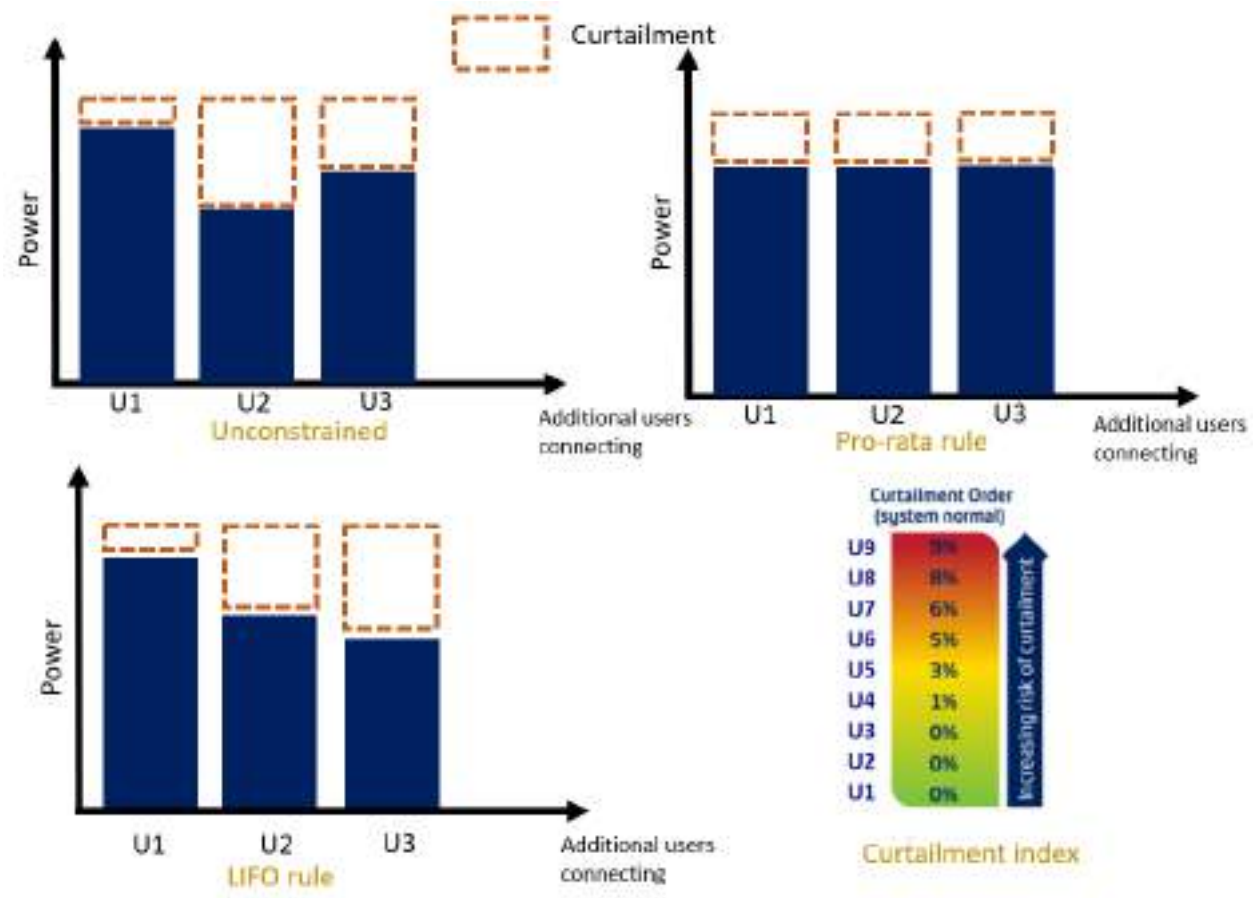 Curtailment
Power
U1
U2
U3
Additional users
connecting
Unconstrained
Power
U1
U2
U3
Additional users
connecting
Pro-rata rule
Power
U1
U2
U3
Additional users
connecting
LIFO rule
Curtailment Order
(system normal)
U9 9%
U8 8%
U7 6%
U6 5%
U5 3%
U4 1%
U3 0%
U2 0%
U1 0%
Increasing risk of curtailment
Curtailment index